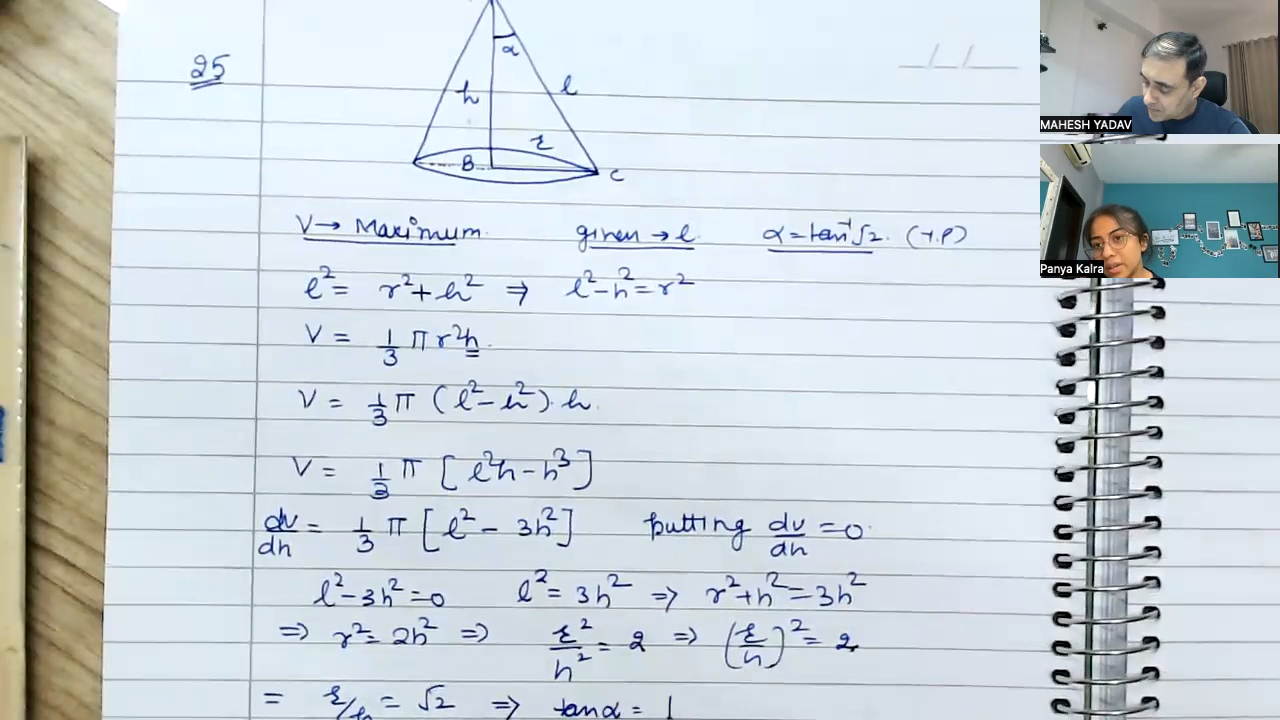 25
α
h
l
r
B
C
V → Maximum. given → l. α = tan⁻¹√2. (T.P)
l² = r² + h² ⇒ l² - h² = r²
V = 1/3 π r²h.
V = 1/3 π (l² - h²). h.
V = 1/3 π [l²h - h³]
dv/dh = 1/3 π [l² - 3h²] putting dv/dh = 0.
l² - 3h² = 0 l² = 3h² ⇒ r² + h² = 3h²
⇒ r² = 2h² ⇒ r²/h² = 2 ⇒ (r/h)² = 2
= r/h = √2 ⇒ tanα =
MAHESH YADAV
Panya Kalra